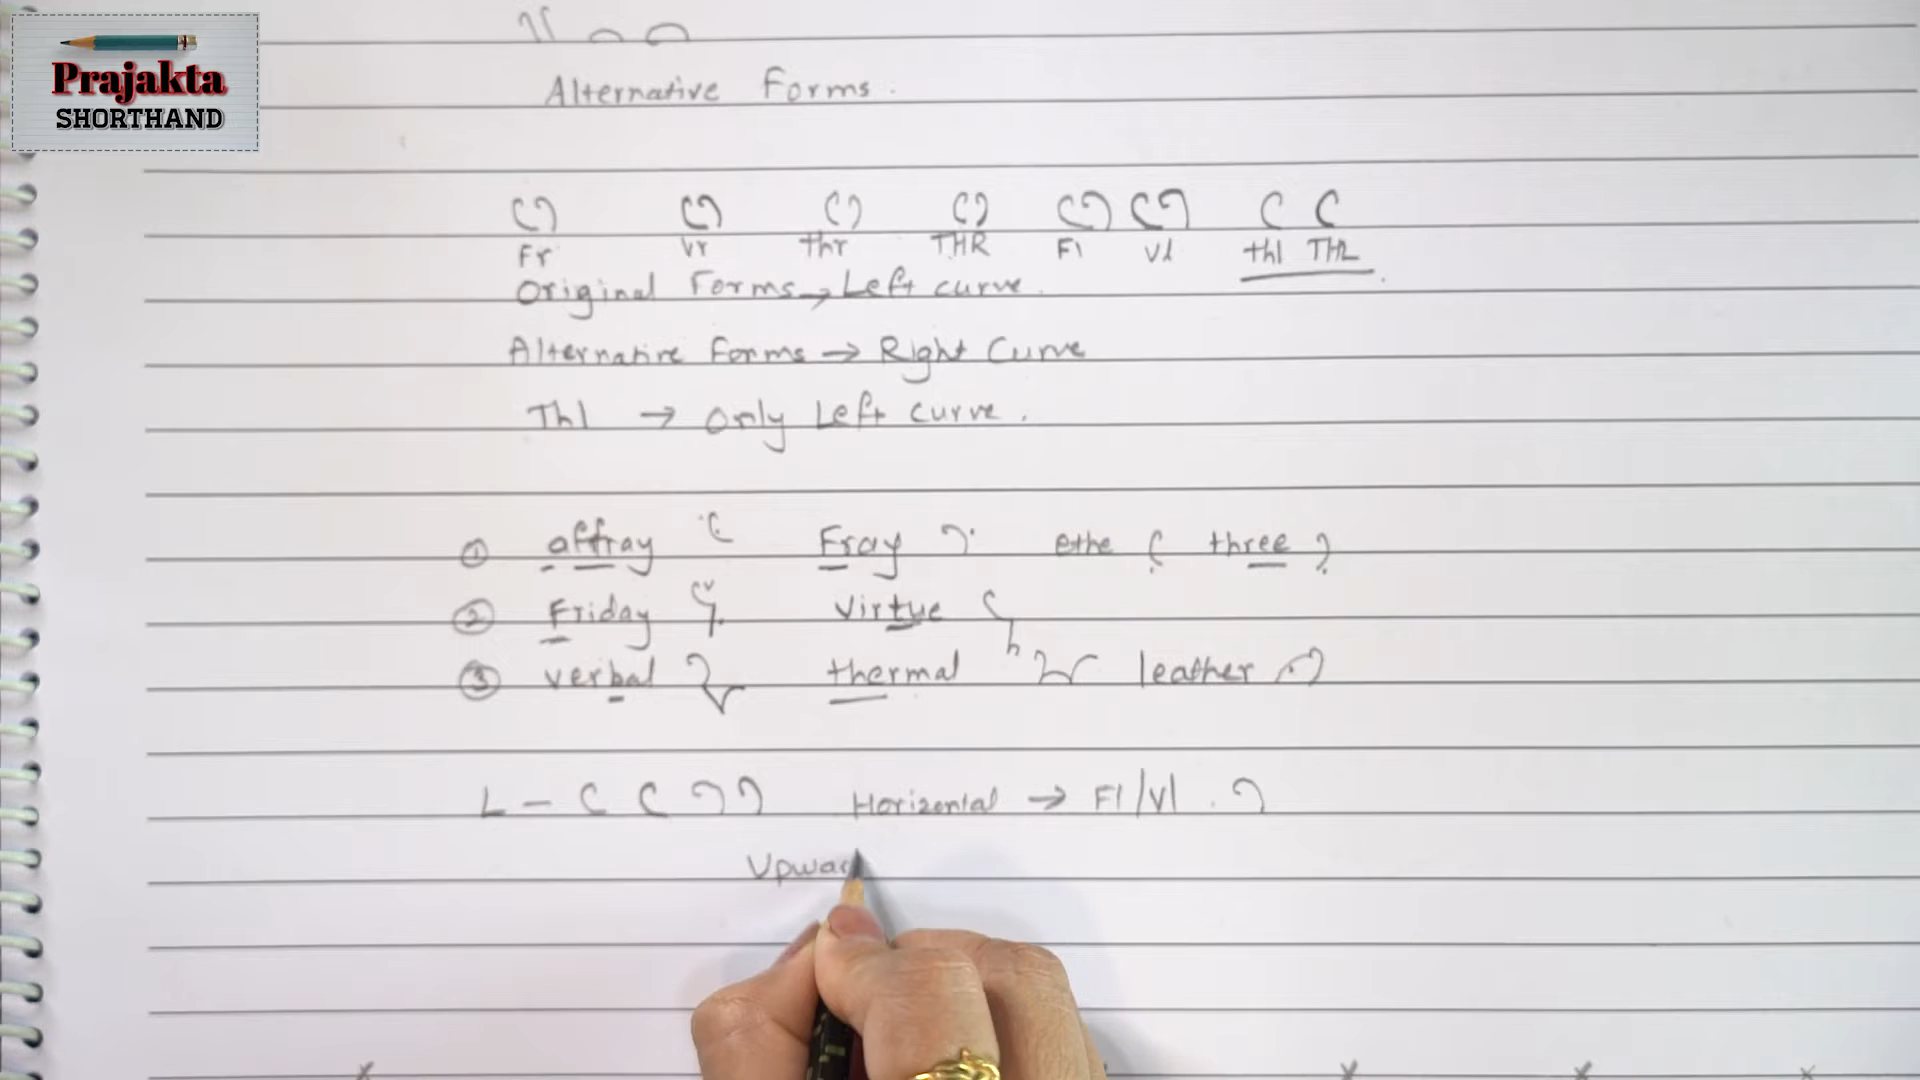 Prajakta
SHORTHAND
Alternative Forms.
Fr Vr thr THR Fl Vl thl THL
Original Forms → Left curve.
Alternative Forms → Right Curve
Thl → only Left curve.
① affray Fray ethe three
② Friday Virtue
③ verbal thermal leather
L - Horizontal → Fl/Vl.
Upwar